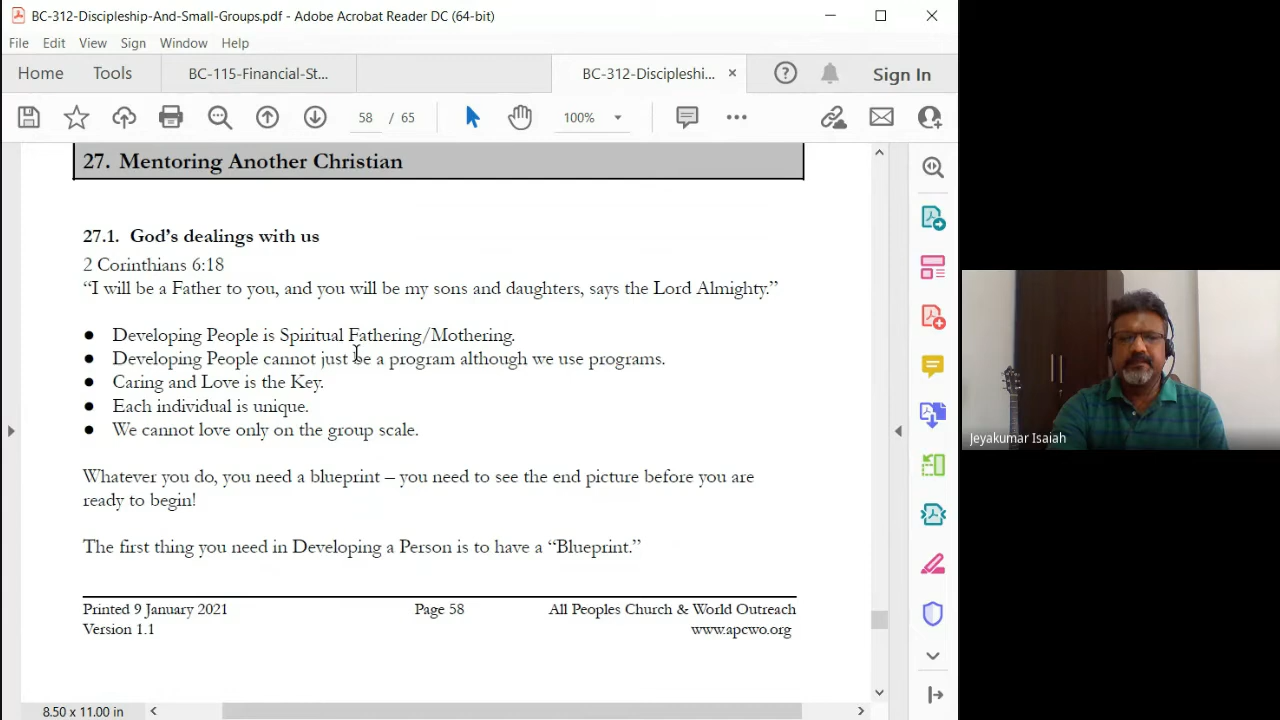 BC-312-Discipleship-And-Small-Groups.pdf - Adobe Acrobat Reader DC (64-bit)
File Edit View Sign Window Help
Home Tools BC-115-Financial-St... BC-312-Discipleshi... Sign In
58 / 65 100%
27. Mentoring Another Christian
27.1. God's dealings with us
2 Corinthians 6:18
“I will be a Father to you, and you will be my sons and daughters, says the Lord Almighty.”
● Developing People is Spiritual Fathering/Mothering.
● Developing People cannot just be a program although we use programs.
● Caring and Love is the Key.
● Each individual is unique.
● We cannot love only on the group scale.
Whatever you do, you need a blueprint – you need to see the end picture before you are
ready to begin!
The first thing you need in Developing a Person is to have a “Blueprint.”
Printed 9 January 2021 Page 58 All Peoples Church & World Outreach
Version 1.1 www.apcwo.org
8.50 x 11.00 in
Jeyakumar Isaiah